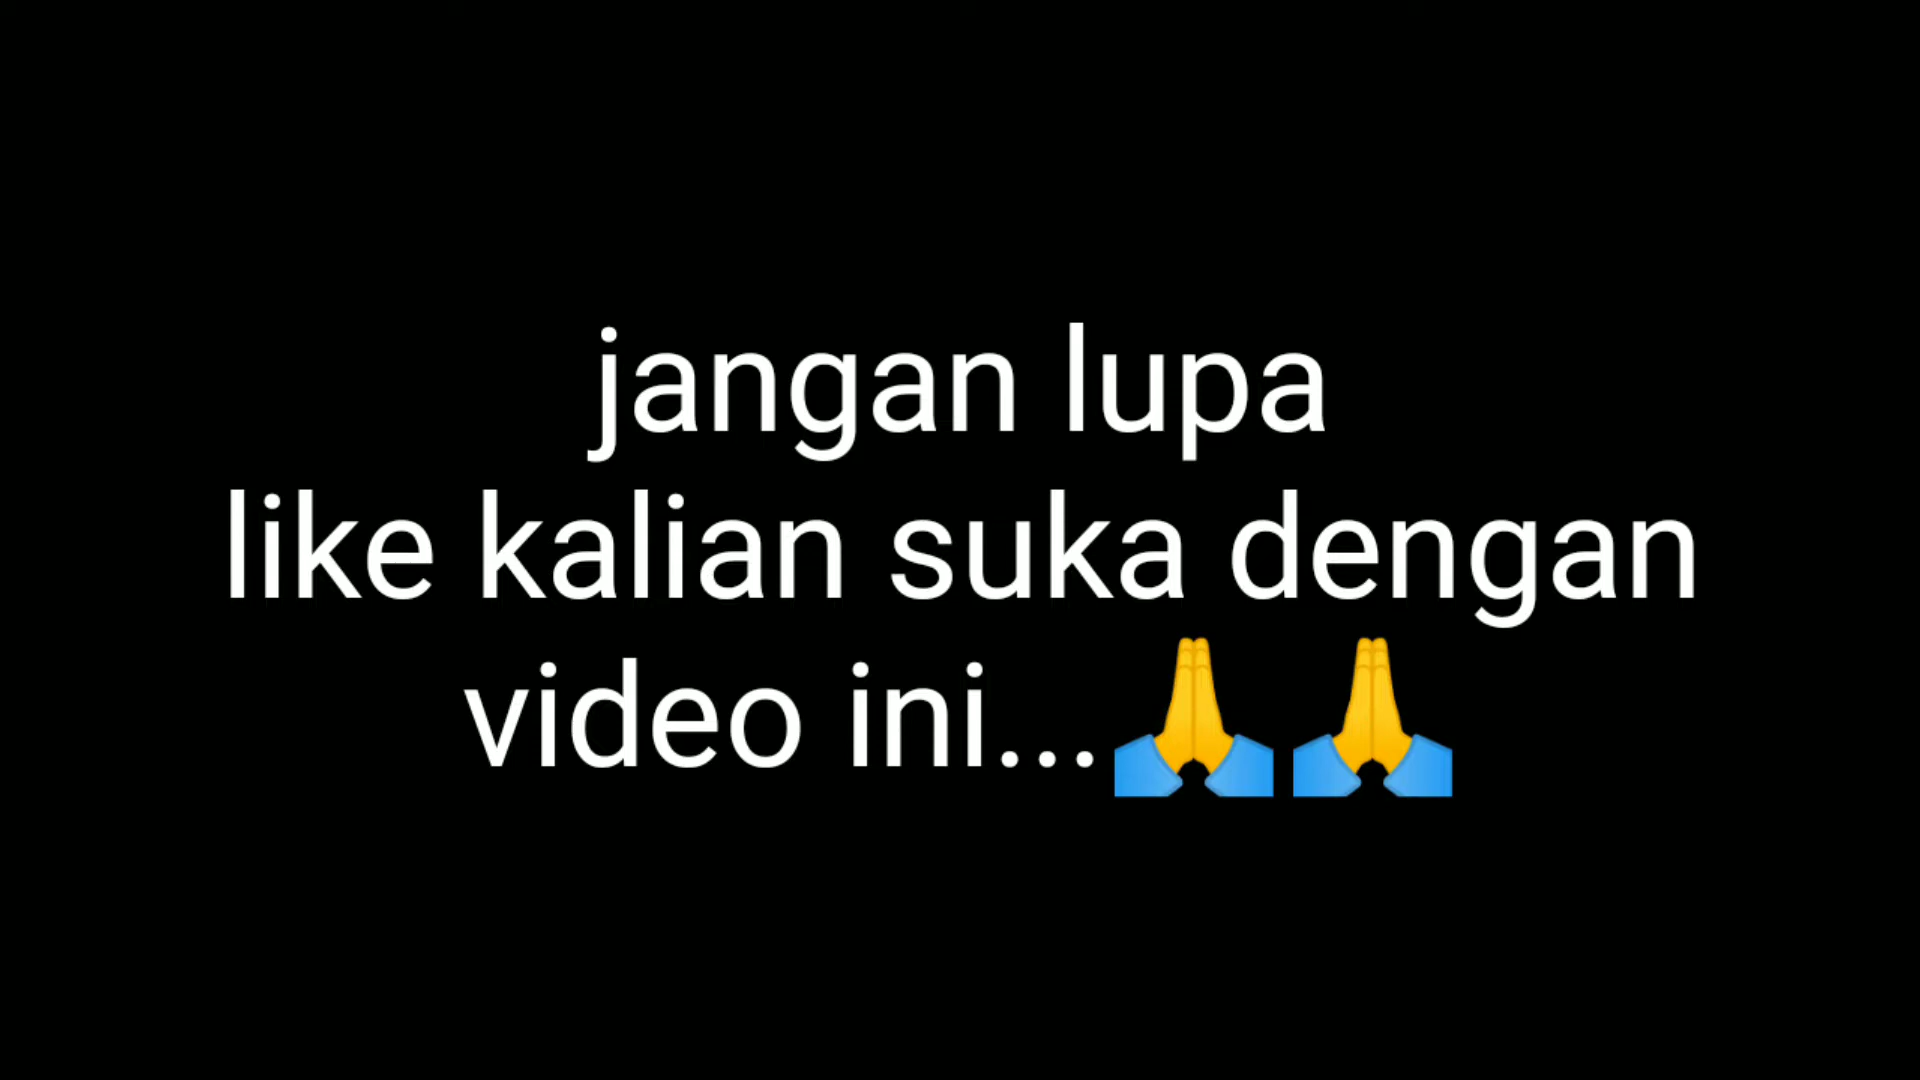 jangan lupa
like kalian suka dengan
video ini...🙏🙏